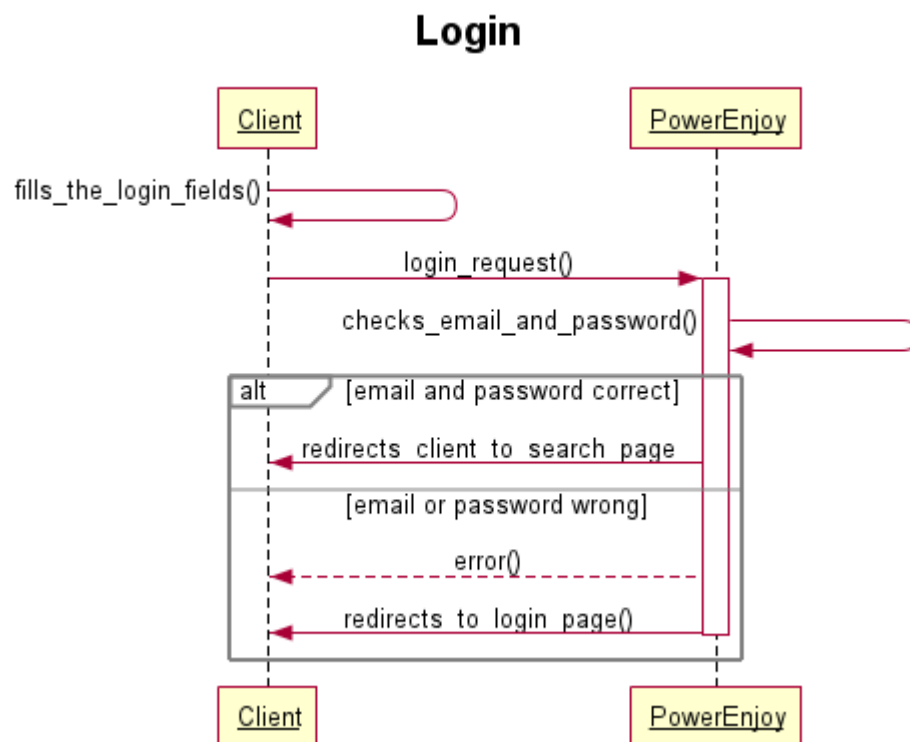 Login
Client
PowerEnjoy
fills_the_login_fields()
login_request()
checks_email_and_password()
alt
[email and password correct]
redirects_client_to_search_page
[email or password wrong]
error()
redirects_to_login_page()
Client
PowerEnjoy